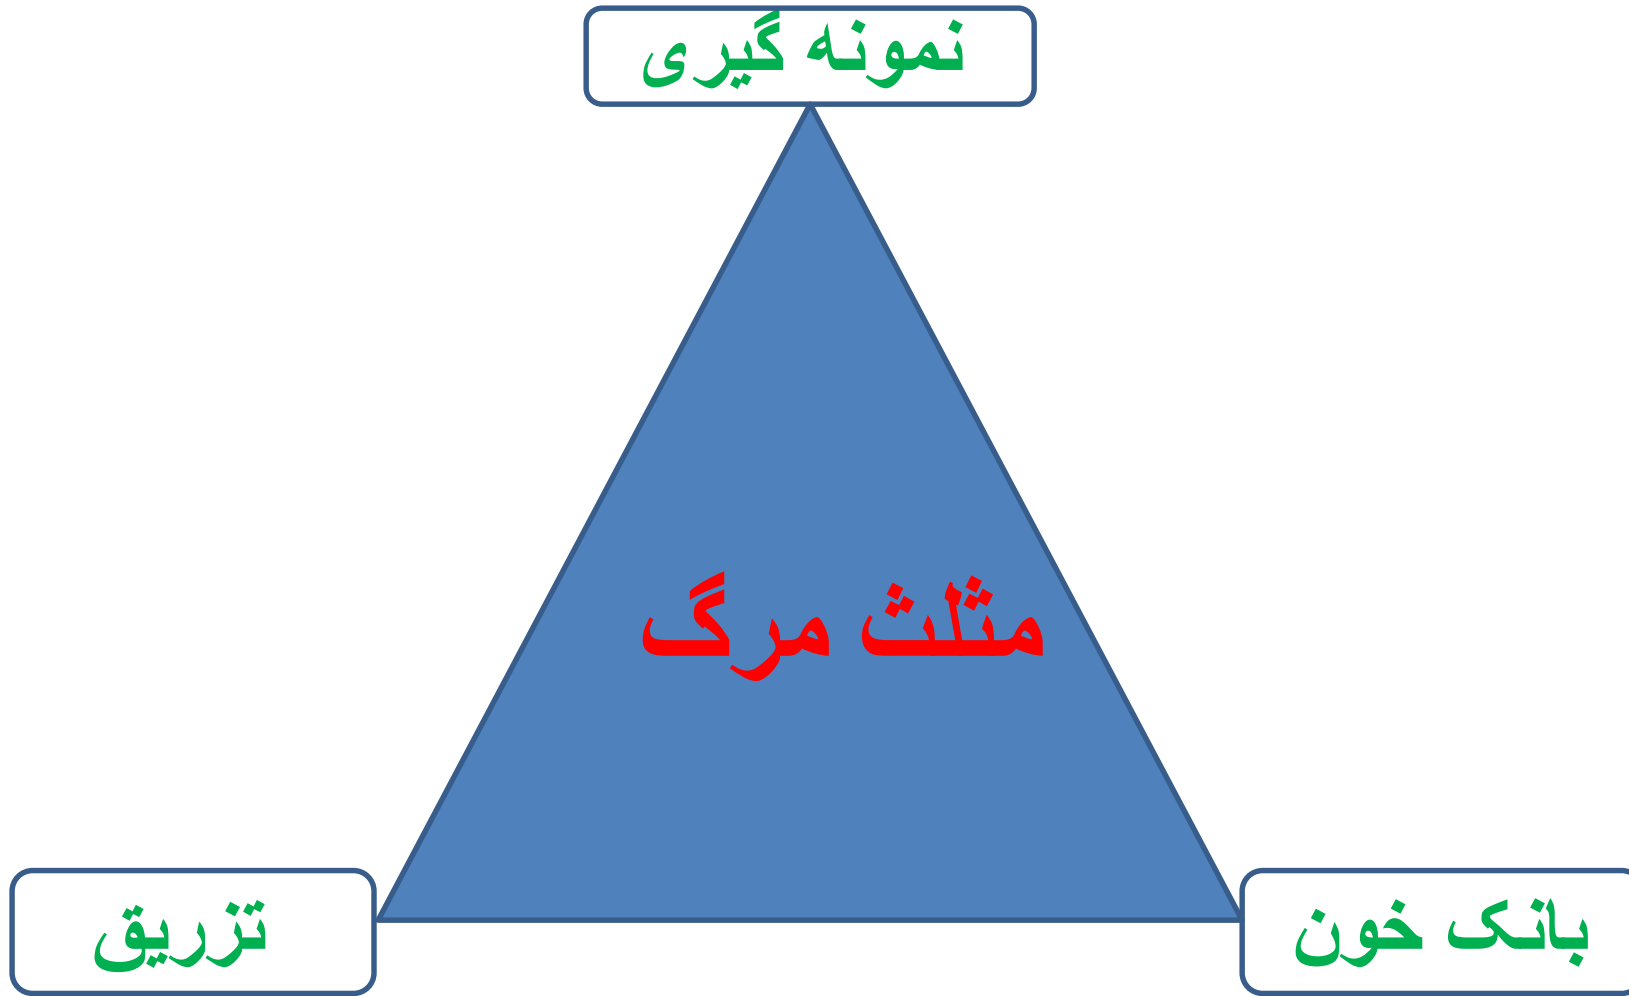 نمونه گیری
مثلث مرگ
بانک خون
تزریق